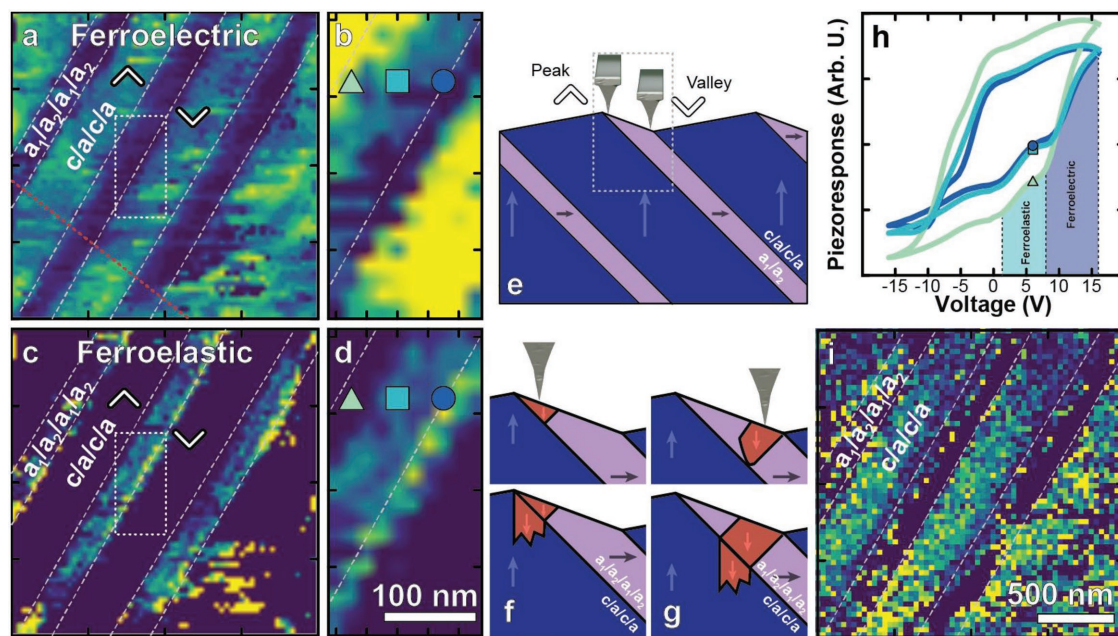 a Ferroelectric
a₁/a₂/a₁/a₂
c/a/c/a
b
Peak
Valley
e
c/a/c/a
a₁/a₂
h
Piezoresponse (Arb. U.)
Ferroelastic
Ferroelectric
-15 -10 -5 0 5 10 15
Voltage (V)
c Ferroelastic
a₁/a₂/a₁/a₂
c/a/c/a
d
100 nm
f
a₁/a₂/a₁/a₂
c/a/c/a
g
a₁/a₂/a₁/a₂
c/a/c/a
i
a₁/a₂/a₁/a₂
c/a/c/a
500 nm